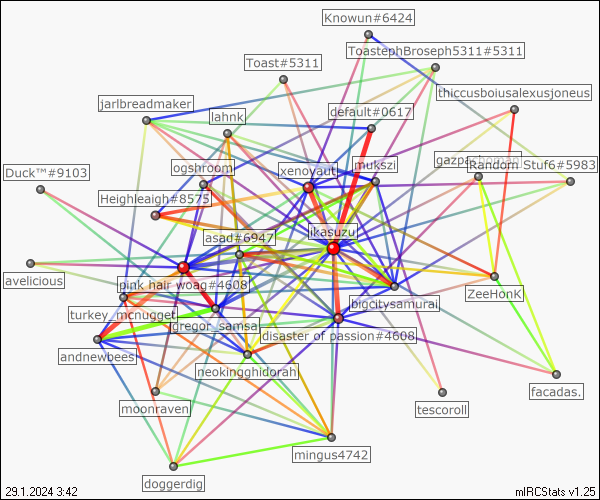 Knowun#6424
ToastephBroseph5311#5311
Toast#5311
thiccusboiusalexusjoneus
jarlbreadmaker
lahnk
default#0617
Duck™#9103
ogshroom
xenoyaut
mukszi
Random Stuf6#5983
Heighleaigh#8575
asad#6947
ikasuzu
avelicious
pink hair woag#4608
bigcitysamurai
ZeeHonK
turkey_mcnugget
gregor_samsa
disaster of passion#4608
andnewbees
neokingghidorah
facadas.
moonraven
tescoroll
mingus4742
doggerdig
29.1.2024 3:42
mIRCStats v1.25